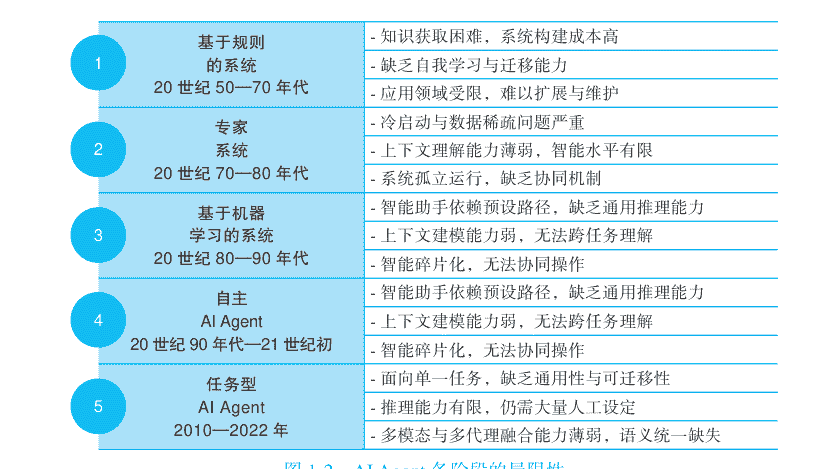 1
基于规则
的系统
20 世纪 50—70 年代
- 知识获取困难，系统构建成本高
- 缺乏自我学习与迁移能力
- 应用领域受限，难以扩展与维护
2
专家
系统
20 世纪 70—80 年代
- 冷启动与数据稀疏问题严重
- 上下文理解能力薄弱，智能水平有限
- 系统孤立运行，缺乏协同机制
3
基于机器
学习的系统
20 世纪 80—90 年代
- 智能助手依赖预设路径，缺乏通用推理能力
- 上下文建模能力弱，无法跨任务理解
- 智能碎片化，无法协同操作
4
自主
AI Agent
20 世纪 90 年代—21 世纪初
- 智能助手依赖预设路径，缺乏通用推理能力
- 上下文建模能力弱，无法跨任务理解
- 智能碎片化，无法协同操作
5
任务型
AI Agent
2010—2022 年
- 面向单一任务，缺乏通用性与可迁移性
- 推理能力有限，仍需大量人工设定
- 多模态与多代理融合能力薄弱，语义统一缺失
图 1-2 AI Agent 各阶段的局限性